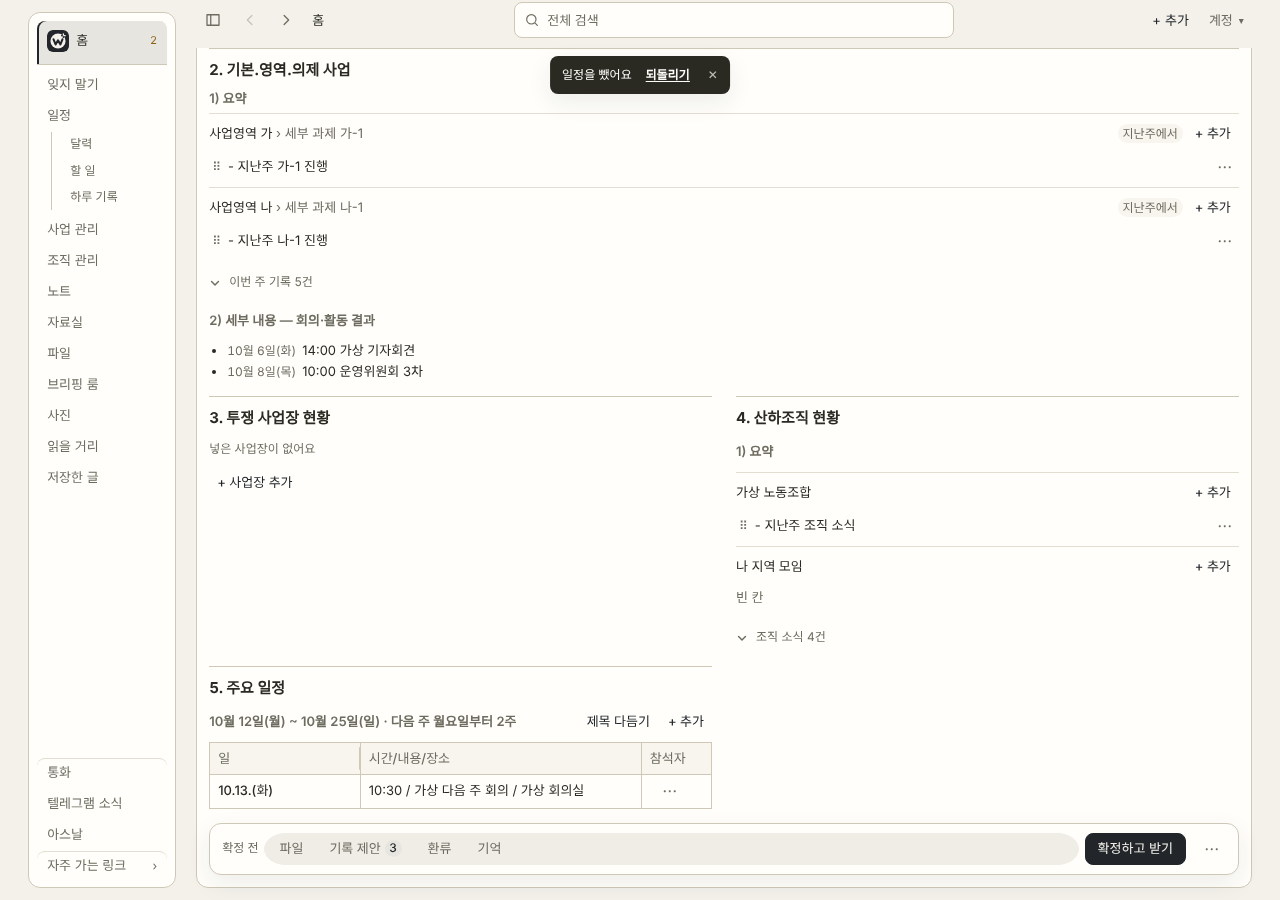 홈 2
잊지 말기
일정
달력
할 일
하루 기록
사업 관리
조직 관리
노트
자료실
파일
브리핑 룸
사진
읽을 거리
저장한 글
통화
텔레그램 소식
아스날
자주 가는 링크 ›
홈
전체 검색
+ 추가 계정 ▾
일정을 뺐어요 되돌리기 ×
2. 기본.영역.의제 사업
1) 요약
사업영역 가 › 세부 과제 가-1 지난주에서 + 추가
- 지난주 가-1 진행 ···
사업영역 나 › 세부 과제 나-1 지난주에서 + 추가
- 지난주 나-1 진행 ···
이번 주 기록 5건
2) 세부 내용 — 회의·활동 결과
• 10월 6일(화) 14:00 가상 기자회견
• 10월 8일(목) 10:00 운영위원회 3차
3. 투쟁 사업장 현황
넣은 사업장이 없어요
+ 사업장 추가
4. 산하조직 현황
1) 요약
가상 노동조합 + 추가
- 지난주 조직 소식 ···
나 지역 모임 + 추가
빈 칸
조직 소식 4건
5. 주요 일정
10월 12일(월) ~ 10월 25일(일) · 다음 주 월요일부터 2주 제목 다듬기 + 추가
일 시간/내용/장소 참석자
10.13.(화) 10:30 / 가상 다음 주 회의 / 가상 회의실 ···
확정 전 파일 기록 제안 3 환류 기억 확정하고 받기 ···